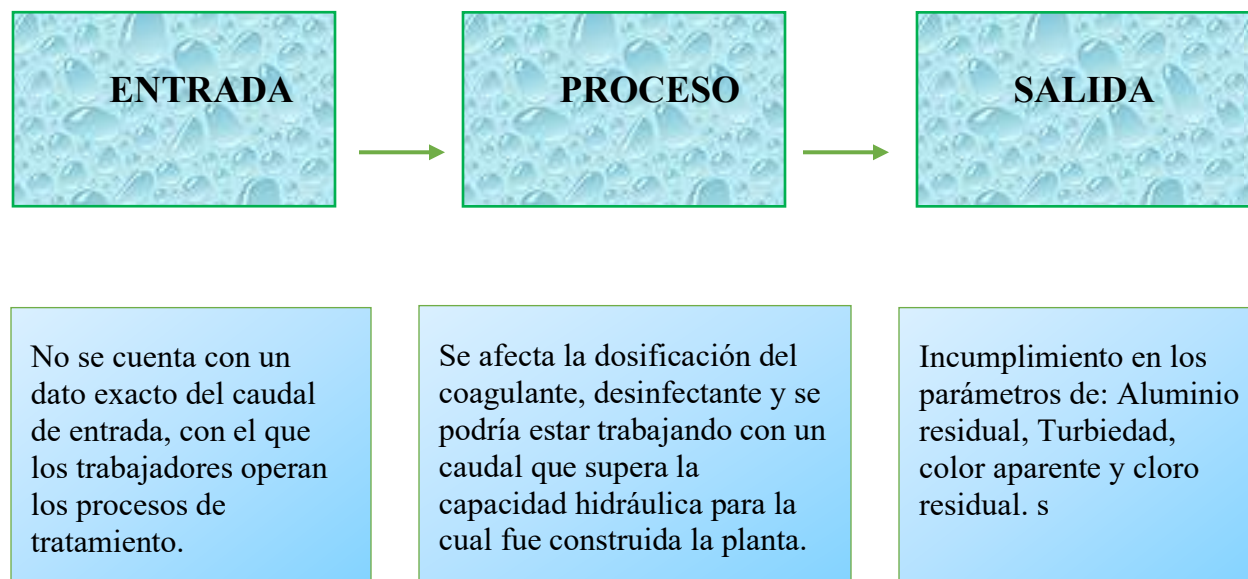 ENTRADA
PROCESO
SALIDA
No se cuenta con un
dato exacto del caudal
de entrada, con el que
los trabajadores operan
los procesos de
tratamiento.
Se afecta la dosificación del
coagulante, desinfectante y se
podría estar trabajando con un
caudal que supera la
capacidad hidráulica para la
cual fue construida la planta.
Incumplimiento en los
parámetros de: Aluminio
residual, Turbiedad,
color aparente y cloro
residual. s